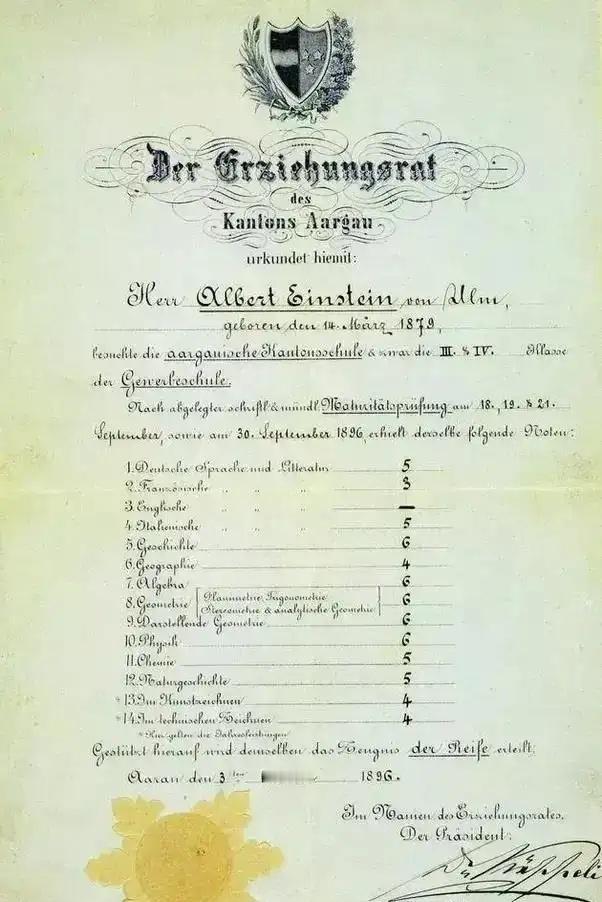 Der Erziehungsrat
des
Kantons Aargau
urkundet hiemit:
Herr Albert Einstein von Ulm,
geboren den 14. März 1879,
besuchte die aargauische Kantonsschule & zwar die III. & IV. Klasse
der Gewerbeschule.
Nach abgelegter schriftl. & mündl. Maturitätsprüfung am 18., 19. & 21.
September, sowie am 30. September 1896, erhielt derselbe folgende Noten:
1. Deutsche Sprache und Litteratur 5
2. Französische „ „ „ 3
3. Englische „ „ „ —
4. Italienische „ „ „ 5
5. Geschichte 6
6. Geographie 4
7. Algebra 6
8. Geometrie Planimetrie, Trigonometrie 6
Stereometrie & analytische Geometrie
9. Darstellende Geometrie 6
10. Physik 6
11. Chemie 5
12. Naturgeschichte 5
* 13. Im Kunstzeichnen 4
* 14. Im technischen Zeichnen 4
* Hier gelten die Jahresleistungen
Gestützt hierauf wird demselben das Zeugnis der Reife erteilt.
Aarau den 3ten 1896.
Im Namen des Erziehungsrates,
Der Präsident: